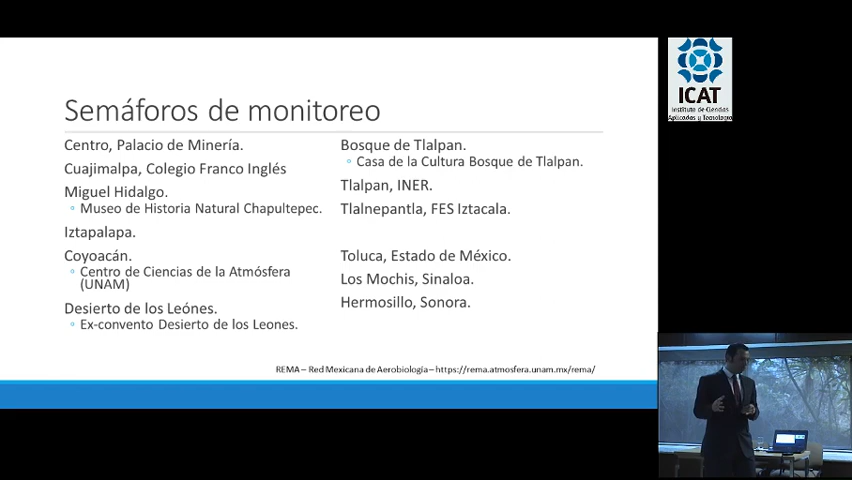 Semáforos de monitoreo
Centro, Palacio de Minería.
Cuajimalpa, Colegio Franco Inglés
Miguel Hidalgo.
Museo de Historia Natural Chapultepec.
Iztapalapa.
Coyoacán.
Centro de Ciencias de la Atmósfera
(UNAM)
Desierto de los Leónes.
Ex-convento Desierto de los Leones.
Bosque de Tlalpan.
Casa de la Cultura Bosque de Tlalpan.
Tlalpan, INER.
Tlalnepantla, FES Iztacala.
Toluca, Estado de México.
Los Mochis, Sinaloa.
Hermosillo, Sonora.
REMA – Red Mexicana de Aerobiología – https://rema.atmosfera.unam.mx/rema/
ICAT
Instituto de Ciencias
Aplicadas y Tecnología